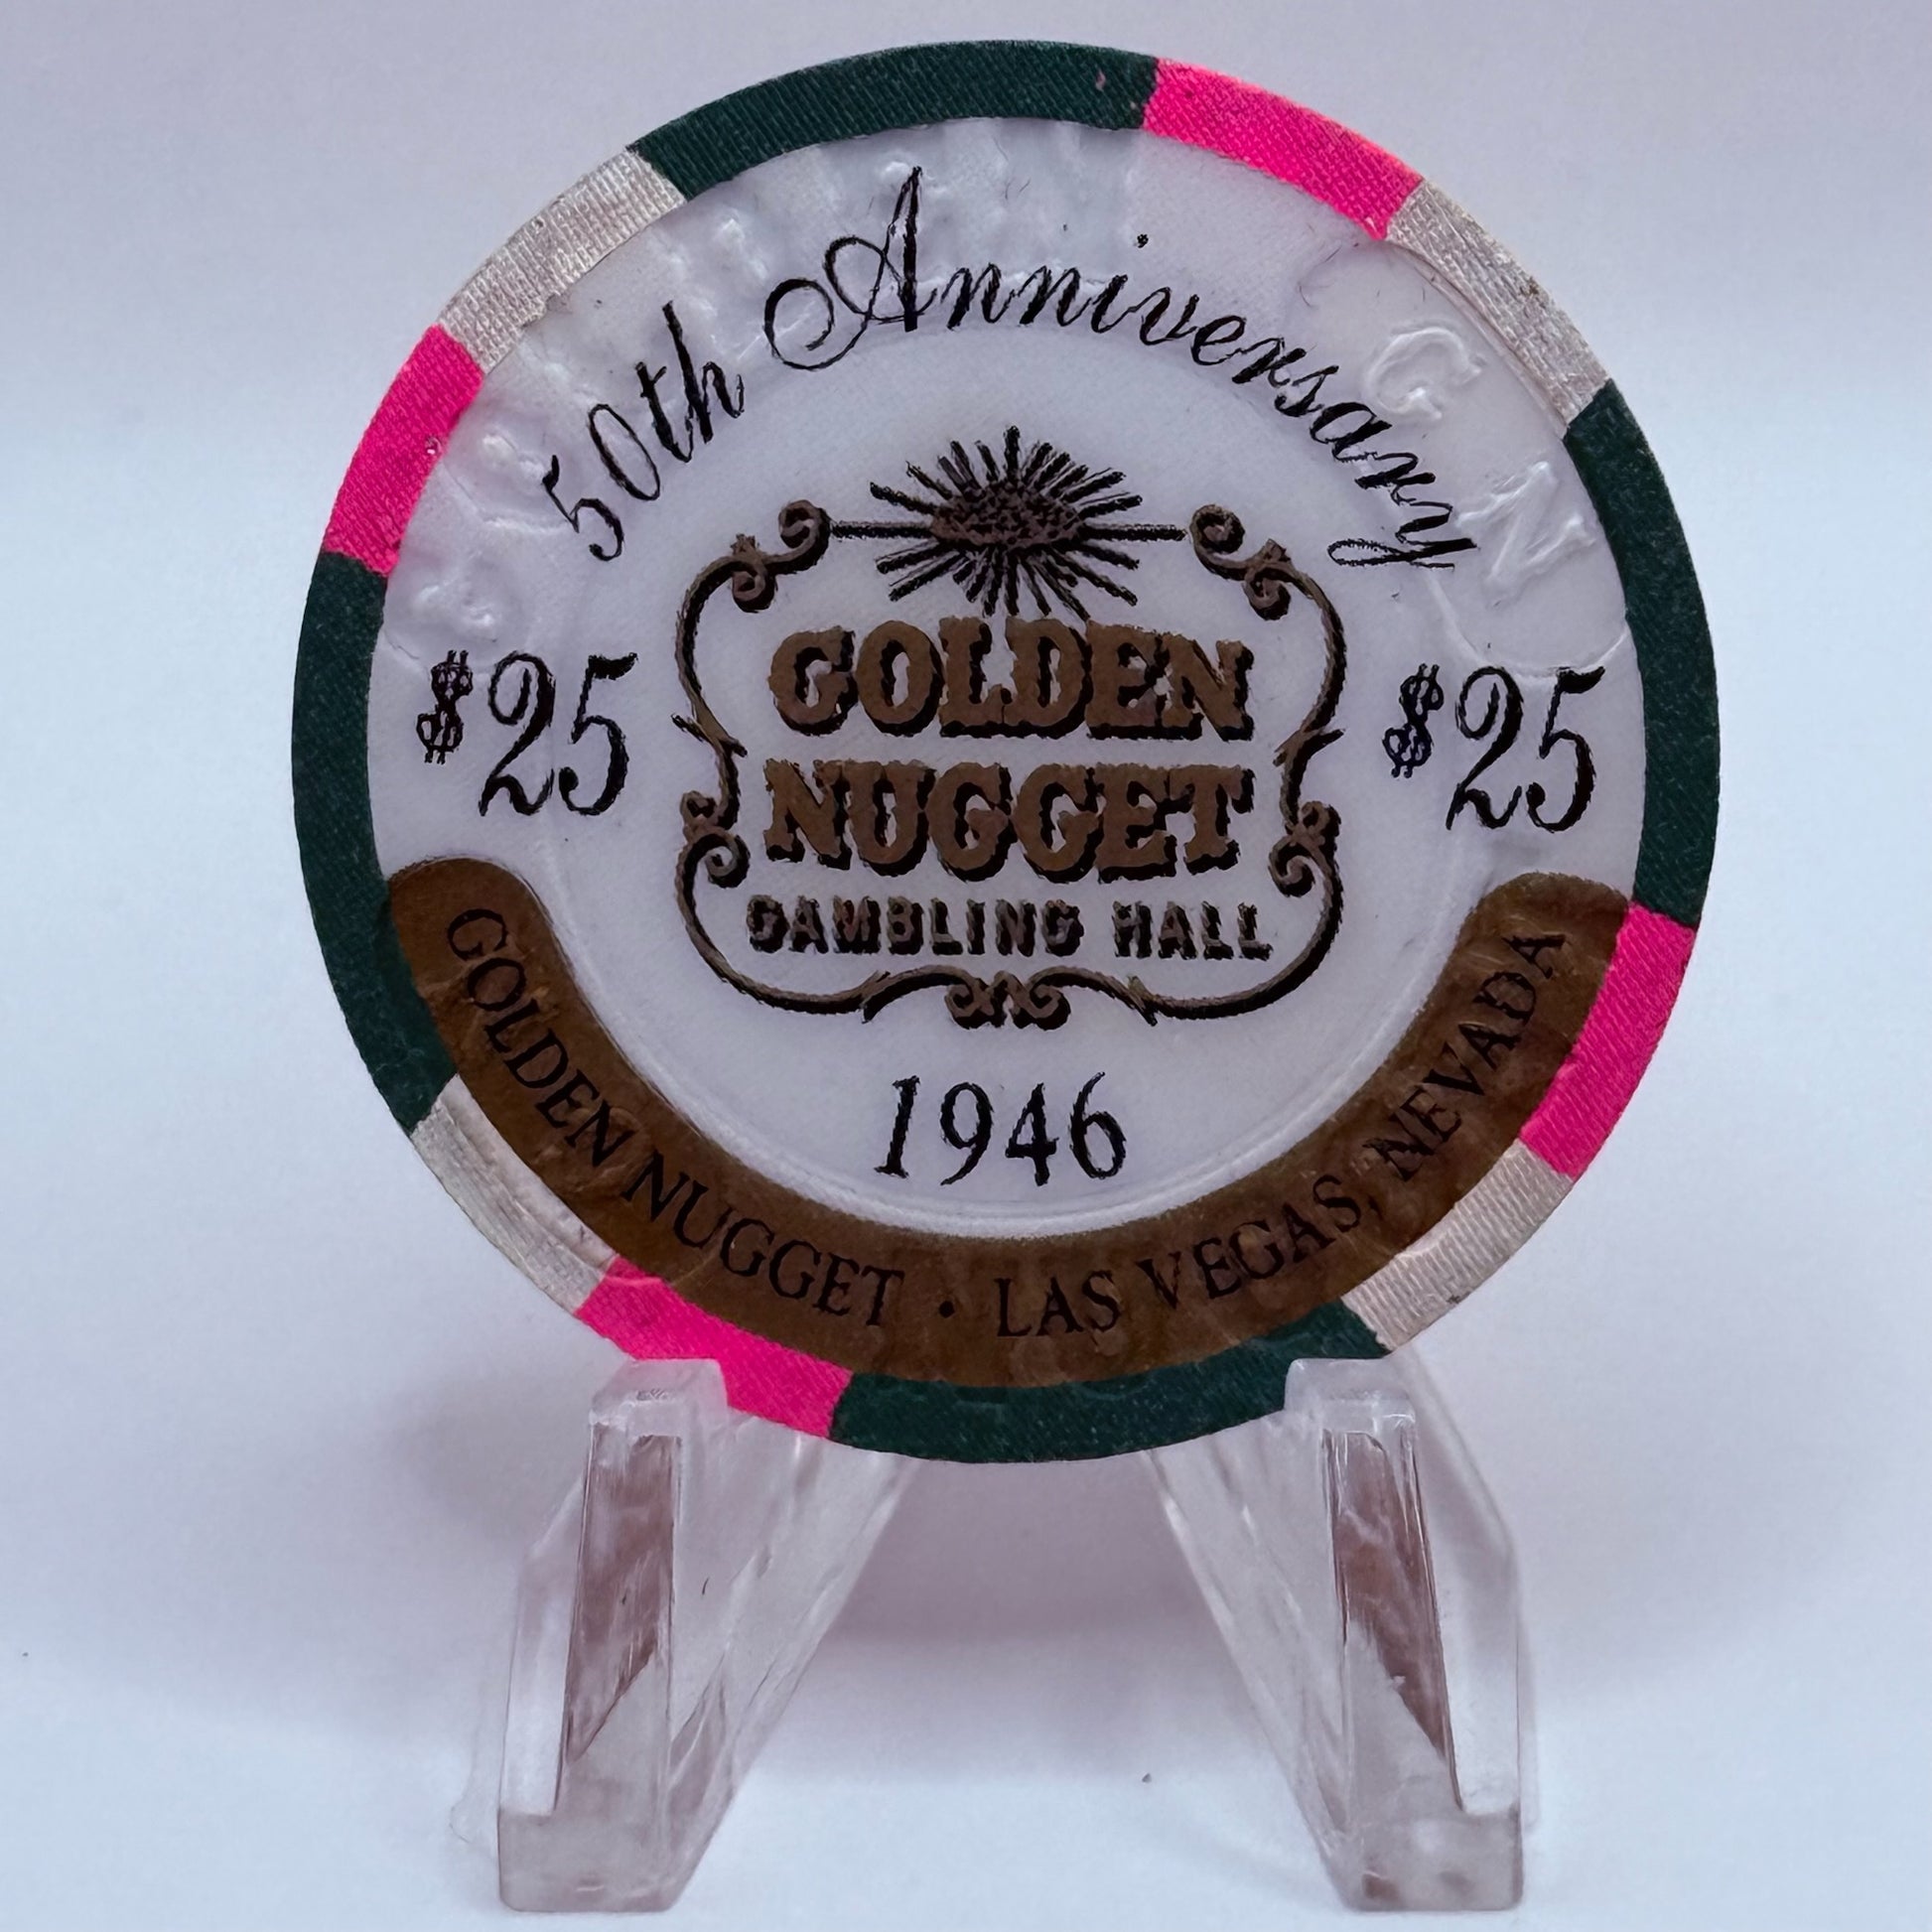 50th Anniversary
GOLDEN
NUGGET
GAMBLING HALL
$25
$25
1946
GOLDEN NUGGET • LAS VEGAS, NEVADA
G N